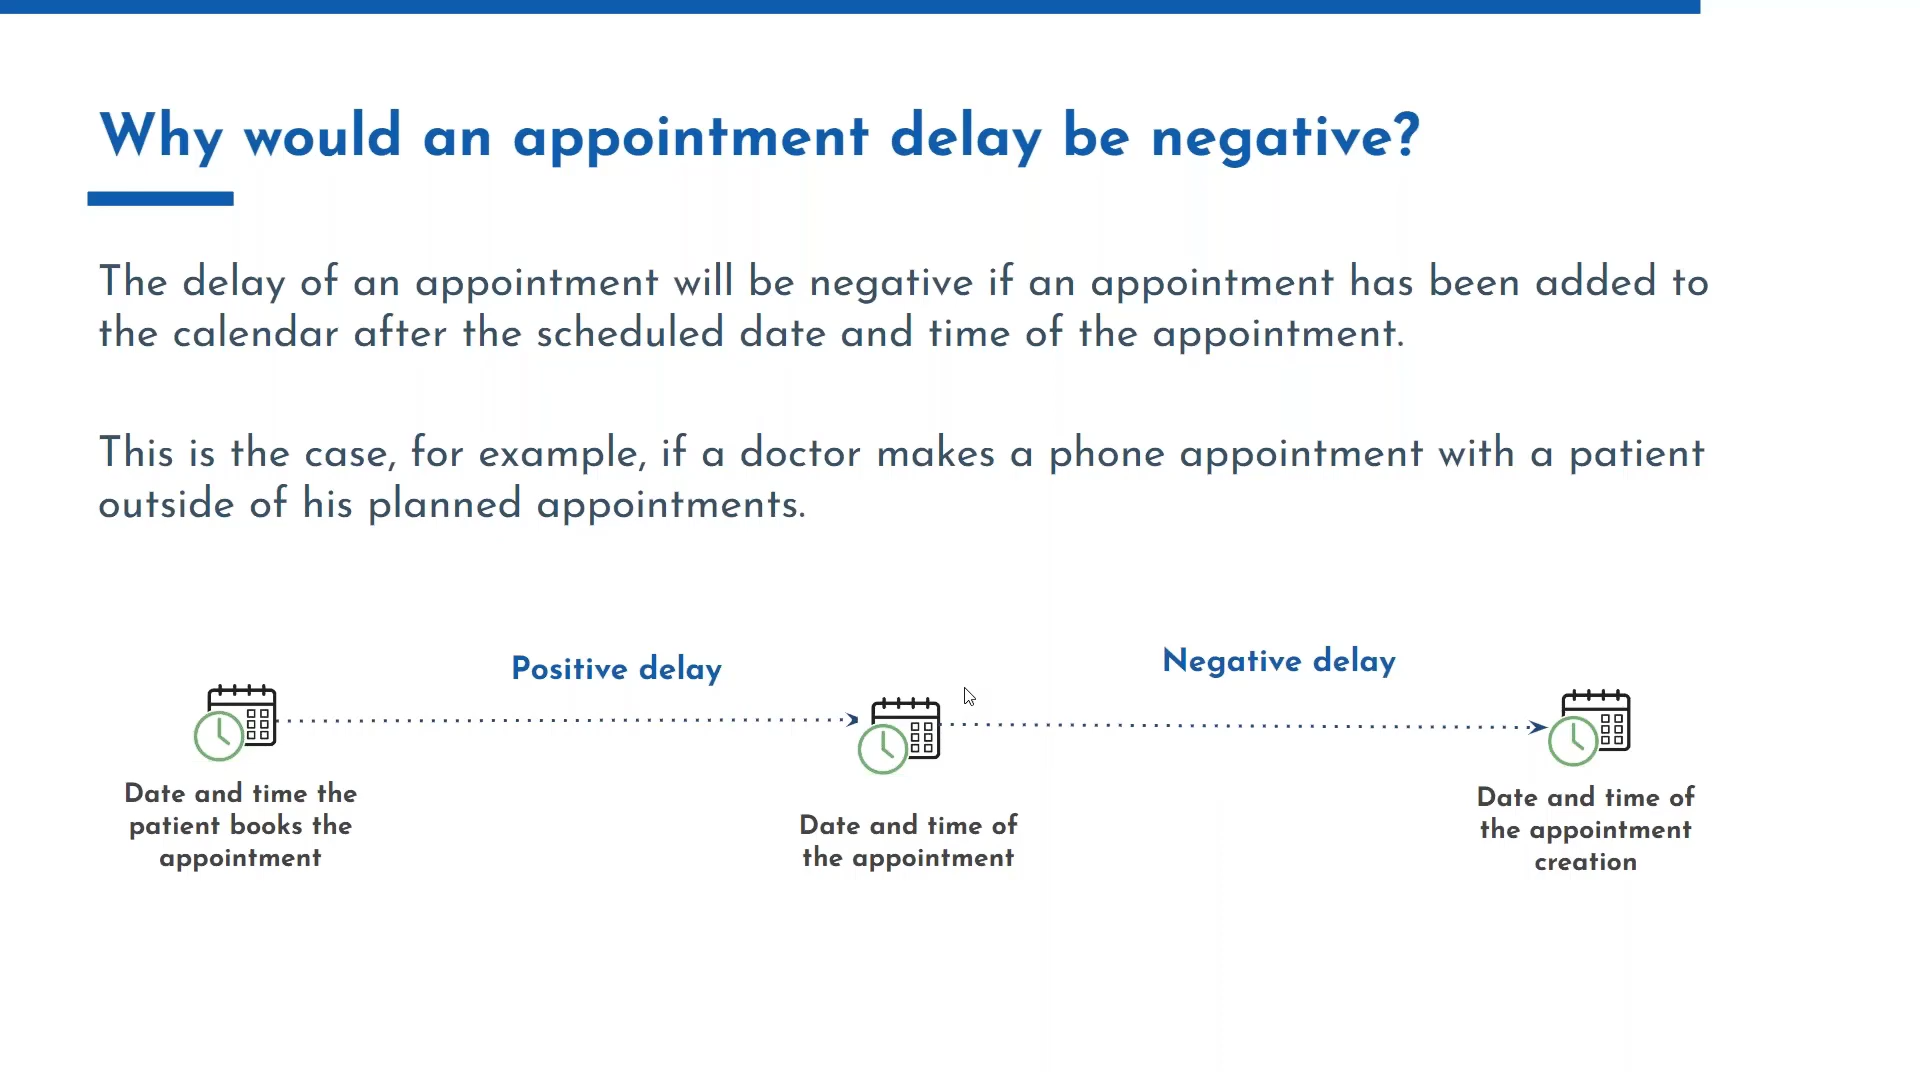 Why would an appointment delay be negative?
The delay of an appointment will be negative if an appointment has been added to
the calendar after the scheduled date and time of the appointment.
This is the case, for example, if a doctor makes a phone appointment with a patient
outside of his planned appointments.
Positive delay
Negative delay
Date and time the
patient books the
appointment
Date and time of
the appointment
Date and time of
the appointment
creation